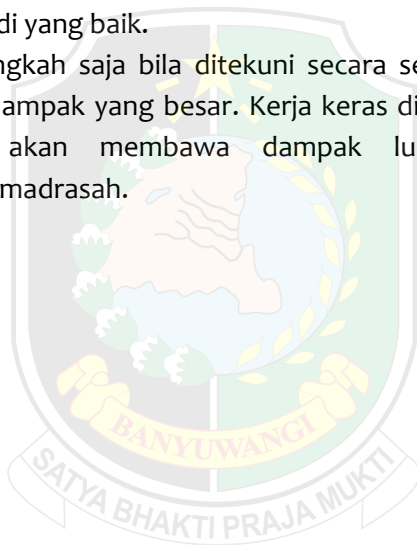 di yang baik.
ngkah saja bila ditekuni secara se
ampak yang besar. Kerja keras di
akan membawa dampak lu
madrasah.
BANYUWANGI
SATYA BHAKTI PRAJA MUKTI